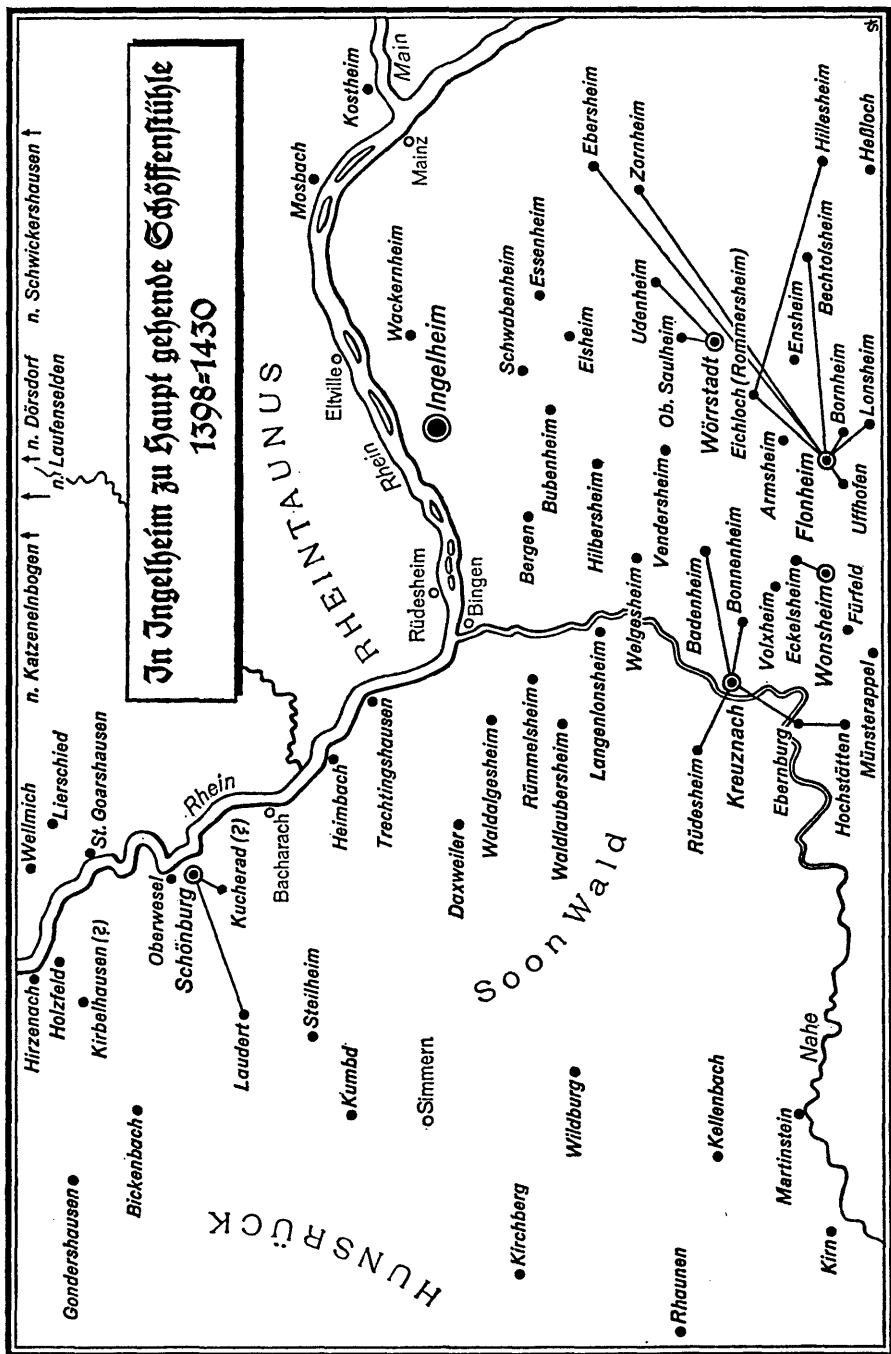 n. Katzenelnbogen
n. Laufenselden
n. Dörsdorf
n. Schwickershausen
In Ingelheim zu Haupt gehende Schöffenstühle
1398=1430
Wellmich
Lierschied
St. Goarshausen
Hirzenach
Holzfeld
Kirbelhausen (?)
Gondershausen
Bickenbach
Oberwesel
Schönburg
Kucherad (?)
Laudert
Rhein
Bacharach
RHEINTAUNUS
Mosbach
Kostheim
Main
Mainz
Eltville
Wackernheim
Ingelheim
Rhein
Rüdesheim
Bingen
Heimbach
Trechtingshausen
Steilheim
Kumbd
Simmern
HUNSRÜCK
Daxweiler
Waldalgesheim
Rümmelsheim
Waldlaubersheim
Langenlonsheim
Soon Wald
Kirchberg
Wildburg
Schwabenheim
Essenheim
Elsheim
Bergen
Bubenheim
Hilbersheim
Ebersheim
Zornheim
Udenheim
Ob. Saulheim
Wörrstadt
Vendersheim
Welgesheim
Badenheim
Bonnenheim
Rüdesheim
Kreuznach
Rhaunen
Kellenbach
Eichloch (Rommersheim)
Ensheim
Armsheim
Hillesheim
Bechtolsheim
Heßloch
Flonheim
Bornheim
Lonsheim
Uffhofen
Volxheim
Eckelsheim
Wonsheim
Fürfeld
Ebernburg
Hochstätten
Münsterappel
Nahe
Martinstein
Kirn
St